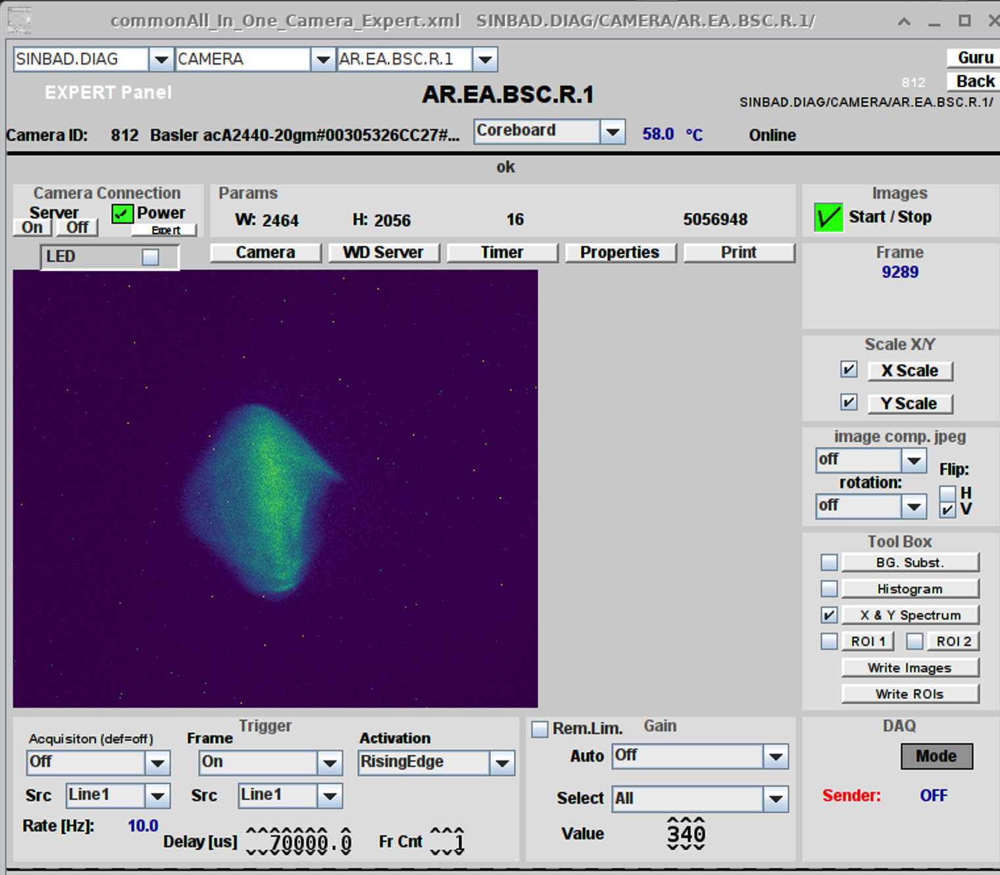 commonAll_In_One_Camera_Expert.xml SINBAD.DIAG/CAMERA/AR.EA.BSC.R.1/
SINBAD.DIAG CAMERA AR.EA.BSC.R.1
Guru
EXPERT Panel AR.EA.BSC.R.1 812 Back
SINBAD.DIAG/CAMERA/AR.EA.BSC.R.1/
Camera ID: 812 Basler acA2440-20gm#00305326CC27#... Coreboard 58.0 °C Online
ok
Camera Connection Params Images
Server Power W: 2464 H: 2056 16 5056948 Start / Stop
On Off Expert
LED Camera WD Server Timer Properties Print Frame
9289
Scale X/Y
X Scale
Y Scale
image comp. jpeg
off Flip:
rotation: H
off V
Tool Box
BG. Subst.
Histogram
X & Y Spectrum
ROI 1 ROI 2
Write Images
Write ROIs
Trigger Rem.Lim. Gain DAQ
Acquisiton (def=off) Frame Activation
Off On RisingEdge Auto Off Mode
Src Line1 Src Line1 Select All Sender: OFF
Rate [Hz]: 10.0
Delay [us] 70000.0 Fr Cnt 1 Value 340